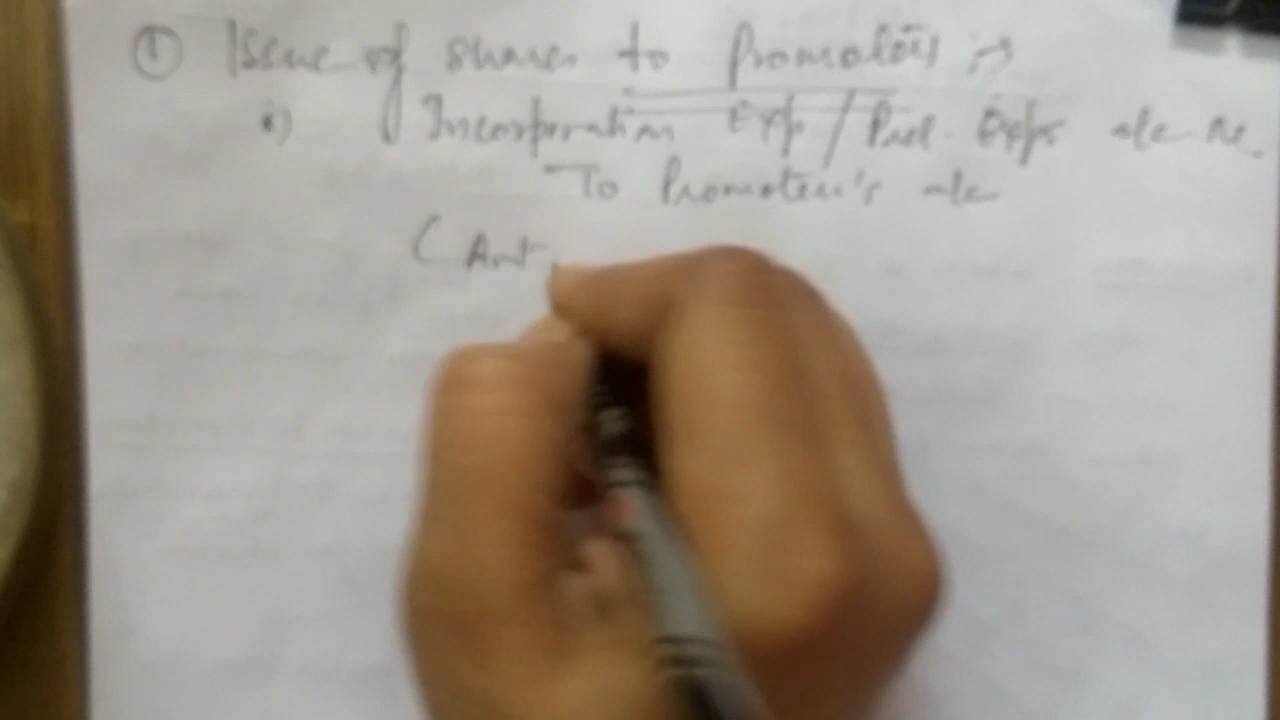 ① Issue of shares to Promoters :→
i) Incorporation Exp / Prel. Exps a/c Dr.
To Promoter's a/c
( Amt